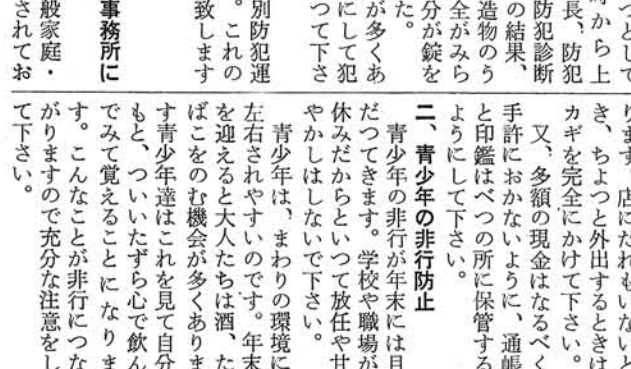 つとして
から上
長、防犯
防犯診断
の結果、
造物のう
全がみら
分が錠を
た。
が多くあ
にして犯
つて下さ
別防犯運
。これの
致します
事務所に
般家庭・
されてお
ります。店にだれもいないと
き、ちよつと外出するときは
カギを完全にかけて下さい。
又、多額の現金はなるべく
手許におかないように、通帳
と印鑑はべつの所に保管する
ようにして下さい。
二、青少年の非行防止
青少年の非行が年末には目
だつてきます。学校や職場が
休みだからといつて放任や甘
やかしはしないで下さい。
青少年は、まわりの環境に
左右されやすいのです。年末
を迎えると大人たちは酒、た
ばこをのむ機会が多くありま
す青少年達はこれを見て自分
もと、ついいたずら心で飲ん
でみて覚えることになりま
す。こんなことが非行につな
がりますので充分な注意をし
て下さい。